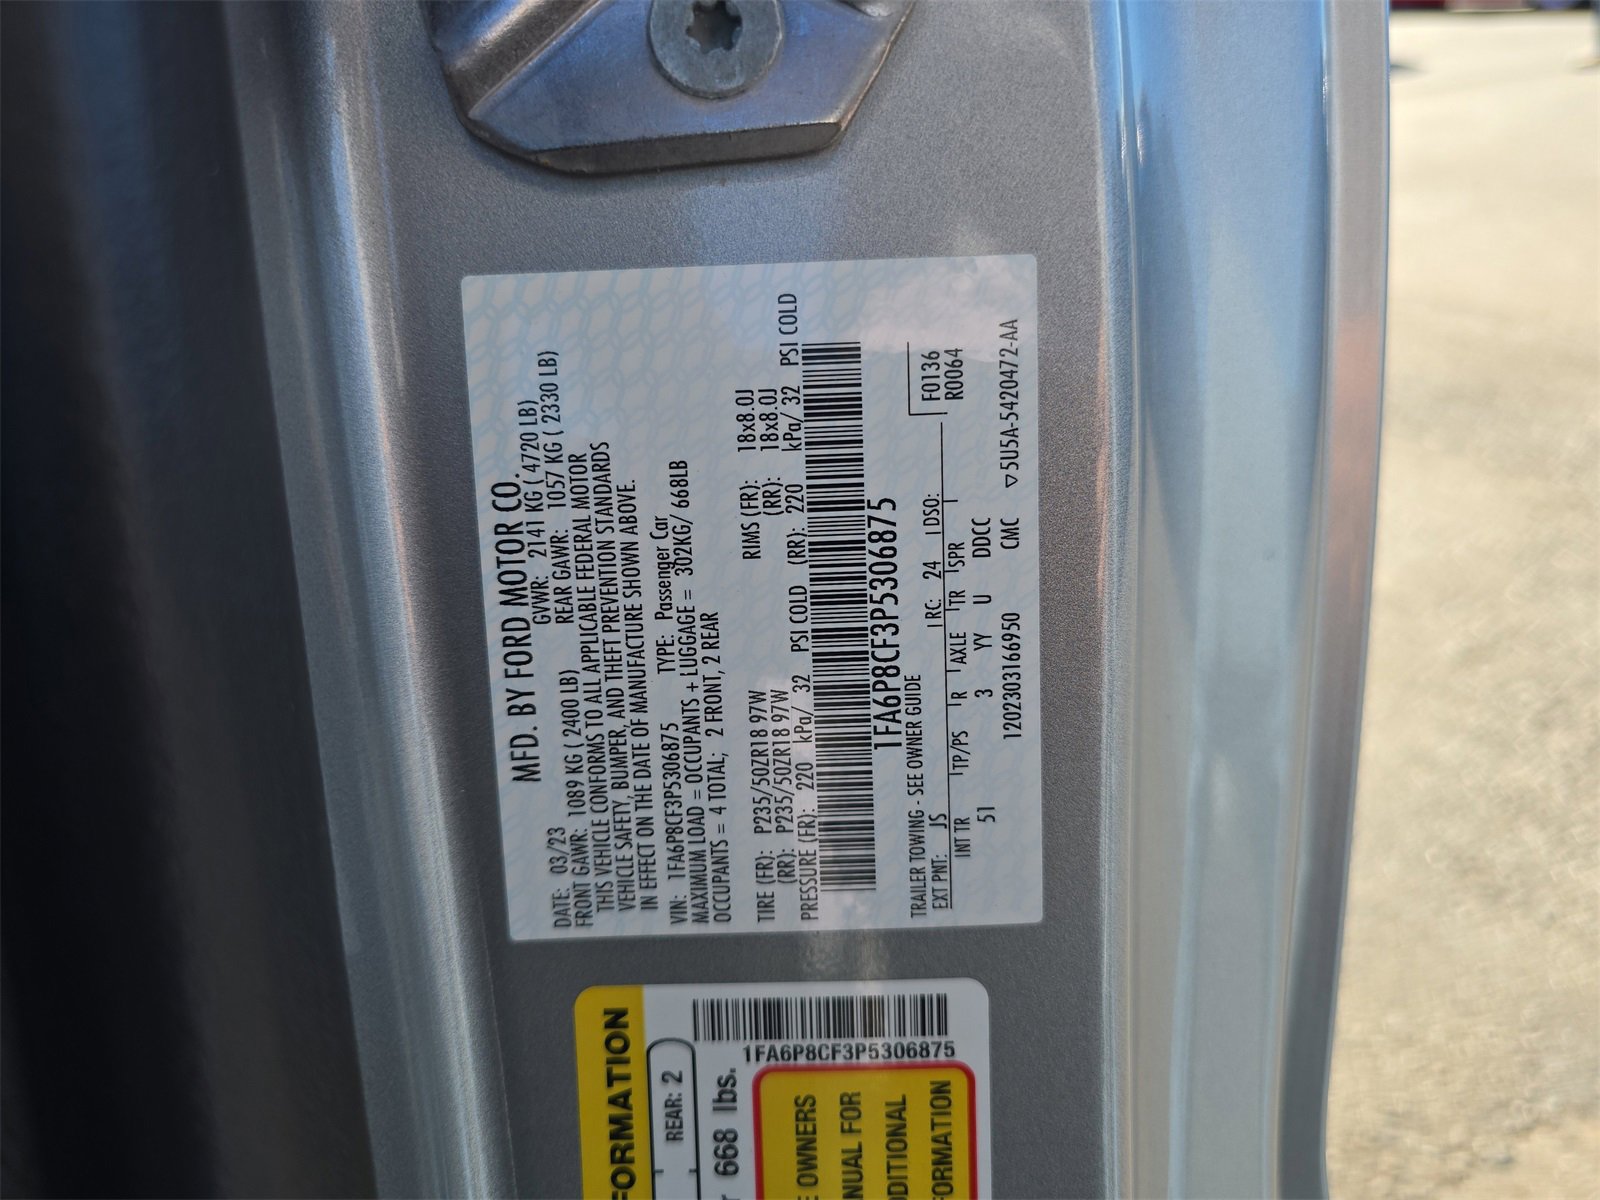 MFD. BY FORD MOTOR CO.
DATE: 03/23 GVWR: 2141 KG ( 4720 LB)
FRONT GAWR: 1089 KG ( 2400 LB) REAR GAWR: 1057 KG ( 2330 LB)
THIS VEHICLE CONFORMS TO ALL APPLICABLE FEDERAL MOTOR
VEHICLE SAFETY, BUMPER, AND THEFT PREVENTION STANDARDS
IN EFFECT ON THE DATE OF MANUFACTURE SHOWN ABOVE.
VIN: 1FA6P8CF3P5306875 TYPE: Passenger Car
MAXIMUM LOAD = OCCUPANTS + LUGGAGE = 302KG/ 668LB
OCCUPANTS = 4 TOTAL; 2 FRONT, 2 REAR
TIRE (FR): P235/50ZR18 97W RIMS (FR): 18x8.0J
(RR): P235/50ZR18 97W (RR): 18x8.0J
PRESSURE (FR): 220 kPa/ 32 PSI COLD (RR): 220 kPa/ 32 PSI COLD
1FA6P8CF3P5306875
TRAILER TOWING - SEE OWNER GUIDE F0136
EXT PNT: JS RC: 24 DSO: R0064
INT TR TP/PS R AXLE TR SPR
51 3 YY U DDCC
12020303166950 CMC ▽5U5A-5420472-AA
FORMATION
REAR: 2
668 lbs.
1FA6P8CF3P5306875
OWNERS
NUAL FOR
DDITIONAL
FORMATION